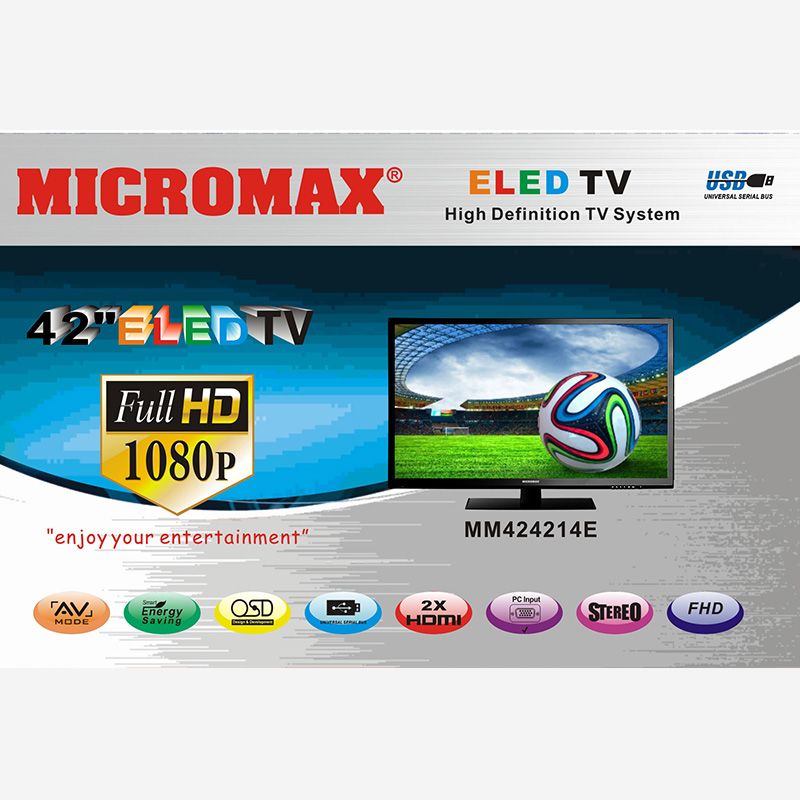 MICROMAX®
ELED TV
High Definition TV System
USB
UNIVERSAL SERIAL BUS
42"ELED TV
Full HD
1080P
MICROMAX
MM424214E
"enjoy your entertainment"
AV
MODE
Smart
Energy
Saving
OSD
Design & Development
UNIVERSAL SERIAL BUS
2X
HDMI
PC Input
STEREO
FHD